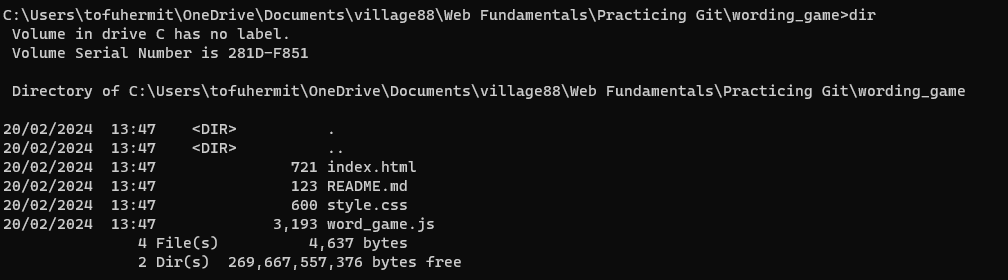 C:\Users\tofuhermit\OneDrive\Documents\village88\Web Fundamentals\Practicing Git\wording_game>dir
 Volume in drive C has no label.
 Volume Serial Number is 281D-F851

 Directory of C:\Users\tofuhermit\OneDrive\Documents\village88\Web Fundamentals\Practicing Git\wording_game

20/02/2024  13:47    <DIR>          .
20/02/2024  13:47    <DIR>          ..
20/02/2024  13:47               721 index.html
20/02/2024  13:47               123 README.md
20/02/2024  13:47               600 style.css
20/02/2024  13:47             3,193 word_game.js
               4 File(s)          4,637 bytes
               2 Dir(s)  269,667,557,376 bytes free